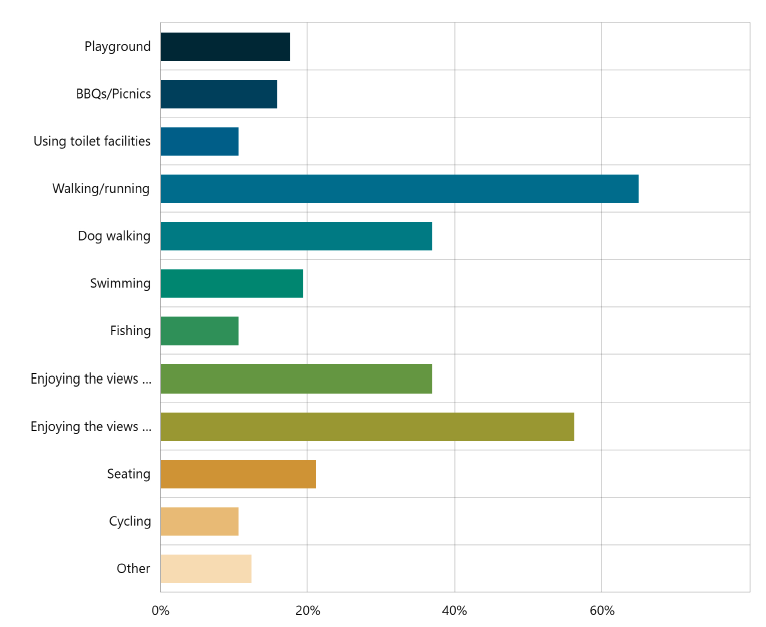 Playground
BBQs/Picnics
Using toilet facilities
Walking/running
Dog walking
Swimming
Fishing
Enjoying the views ...
Enjoying the views ...
Seating
Cycling
Other
0% 20% 40% 60%